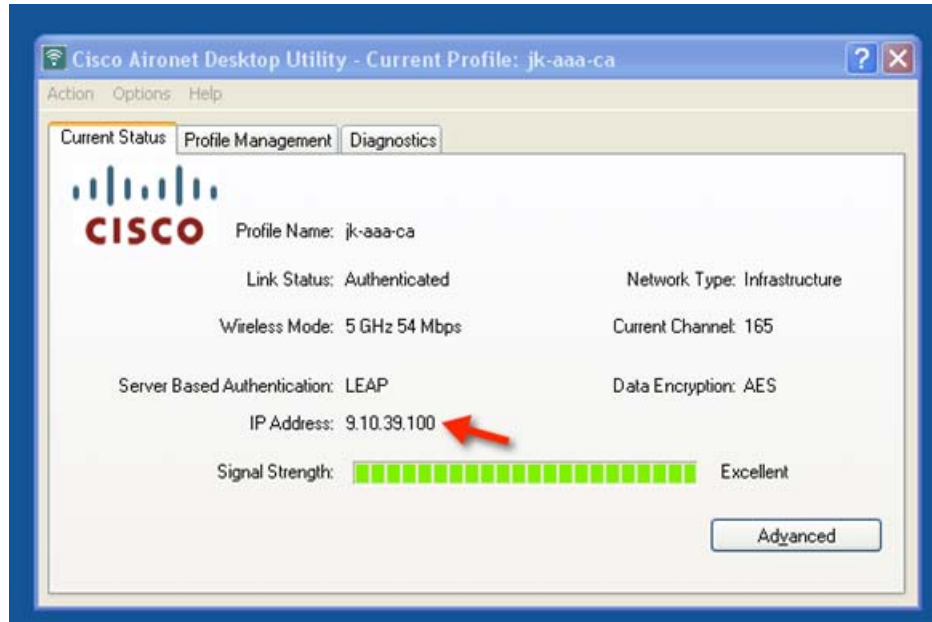 Cisco Aironet Desktop Utility - Current Profile: jk-aaa-ca
Action Options Help
Current Status Profile Management Diagnostics
CISCO
Profile Name: jk-aaa-ca
Link Status: Authenticated Network Type: Infrastructure
Wireless Mode: 5 GHz 54 Mbps Current Channel: 165
Server Based Authentication: LEAP Data Encryption: AES
IP Address: 9.10.39.100
Signal Strength: Excellent
Advanced